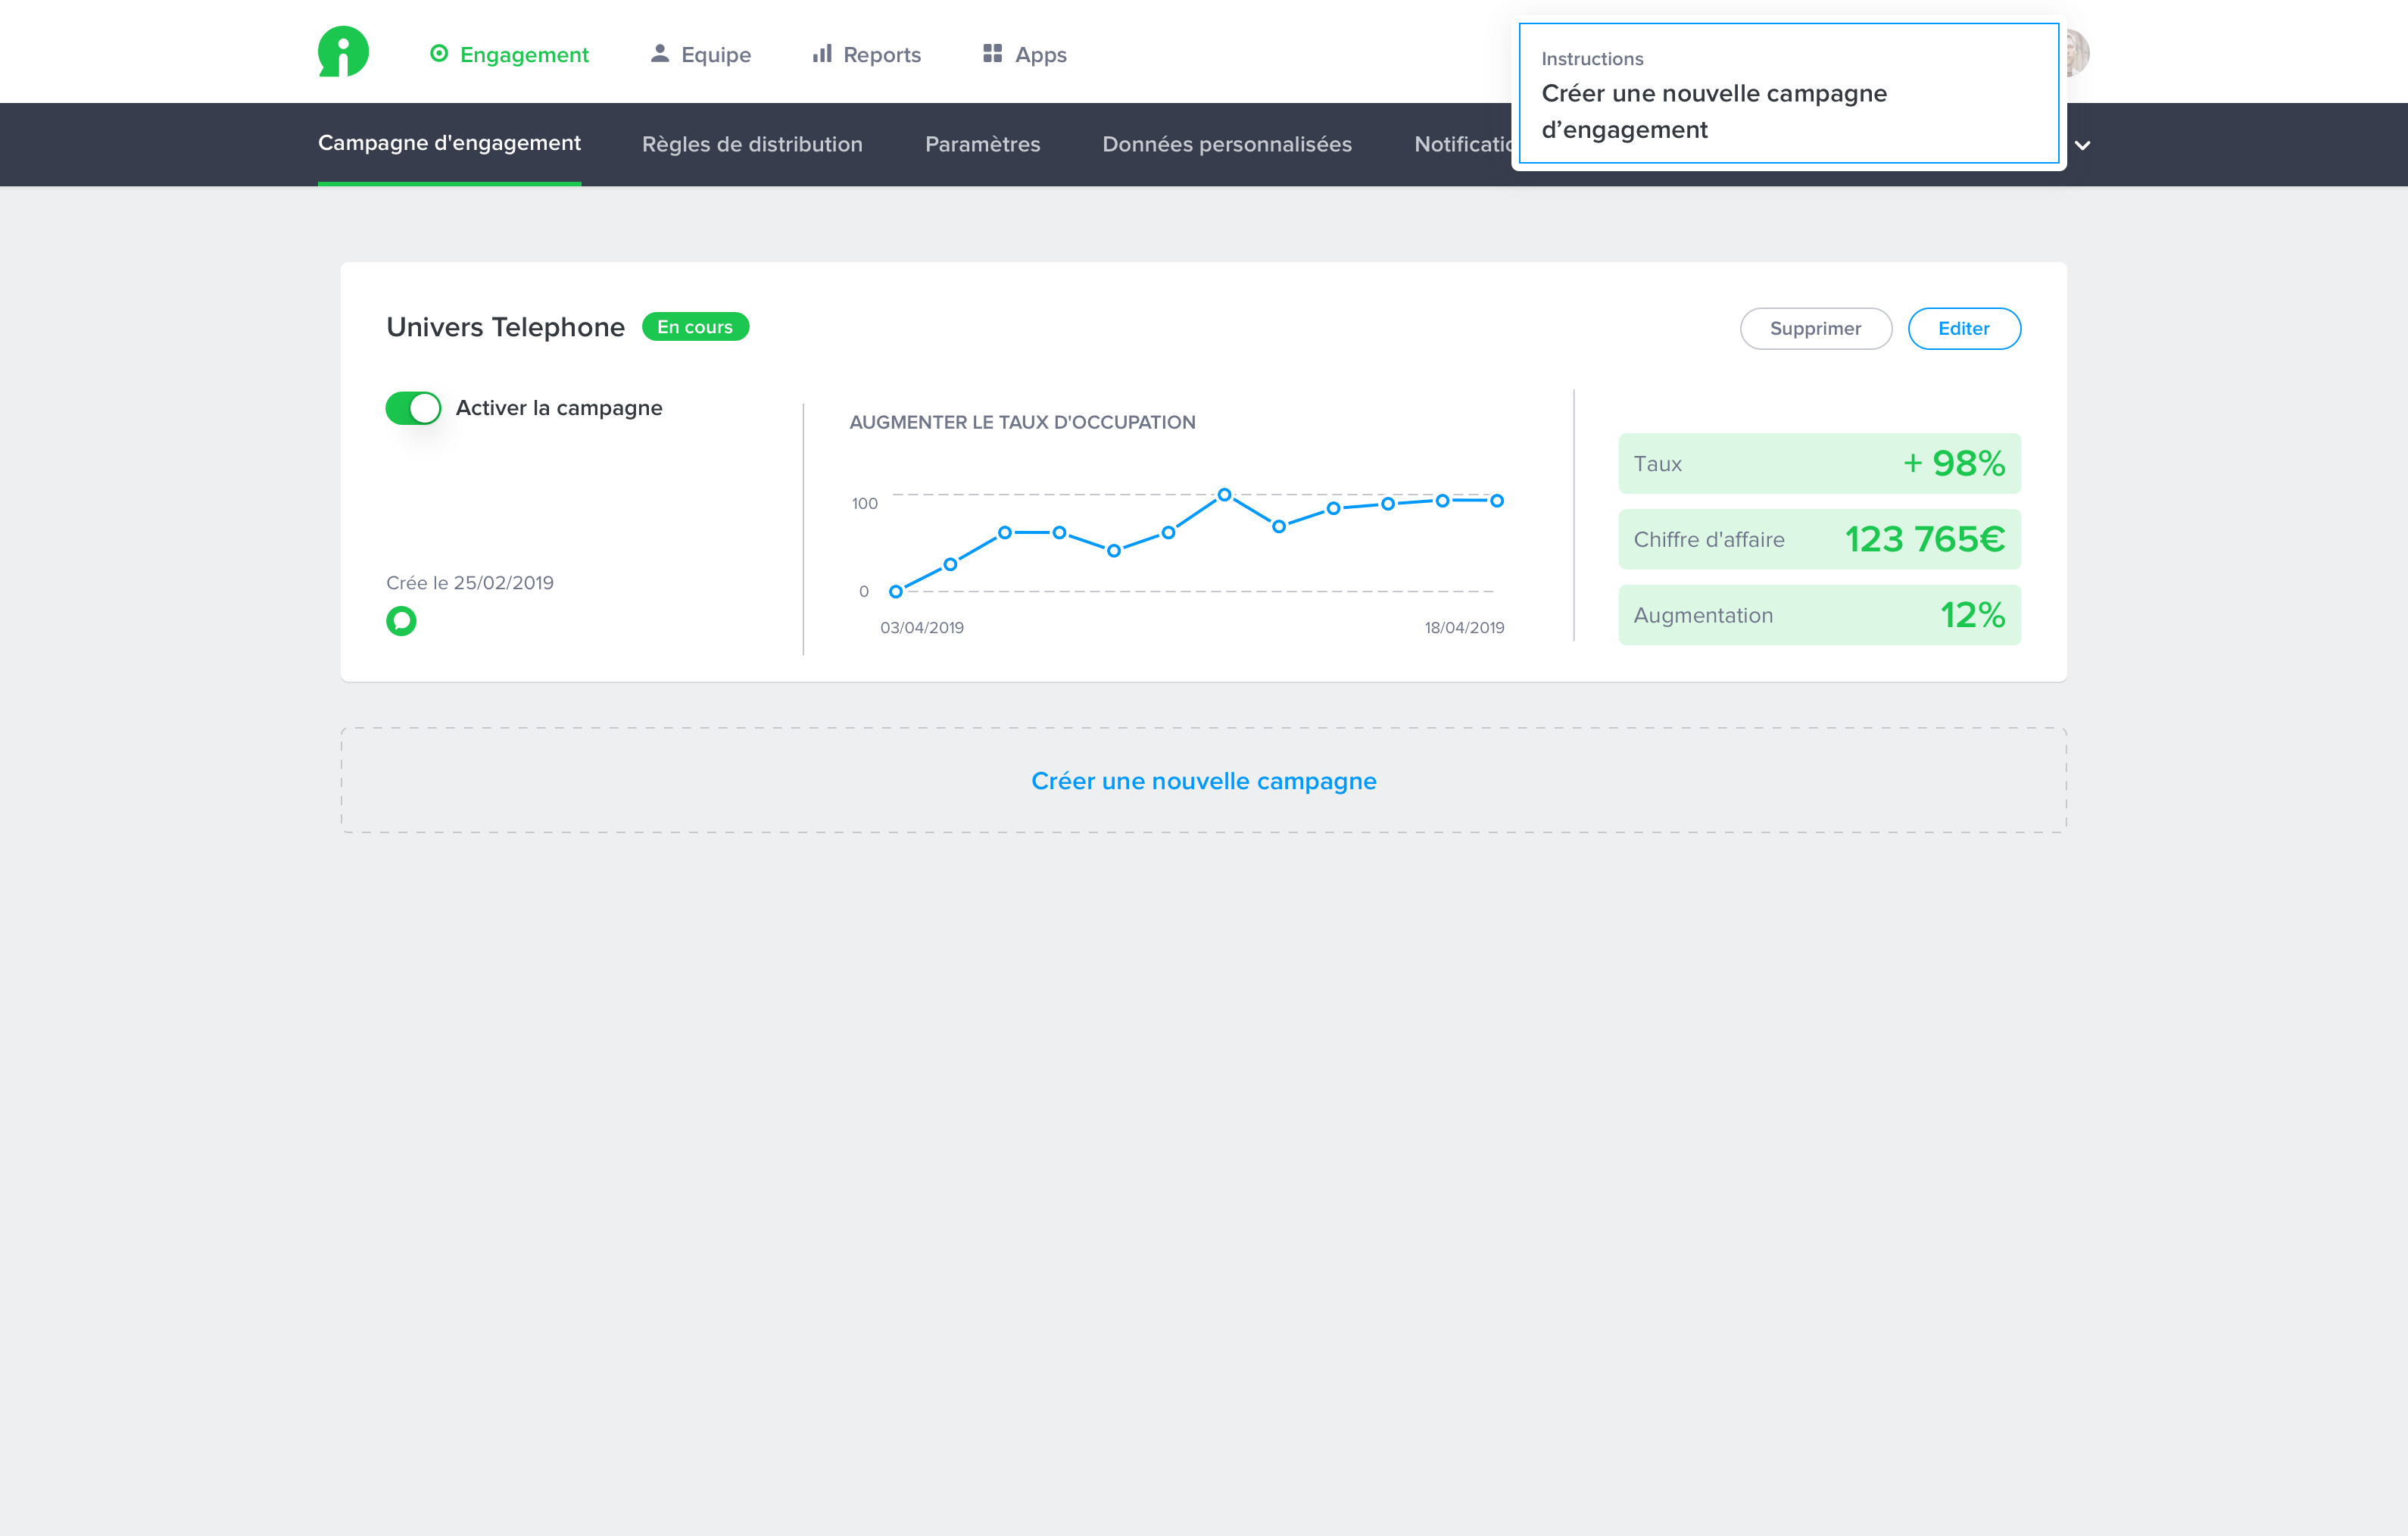 Engagement
Equipe
Reports
Apps
Instructions
Créer une nouvelle campagne
d’engagement
Campagne d'engagement
Règles de distribution
Paramètres
Données personnalisées
Univers Telephone
En cours
Supprimer
Editer
Activer la campagne
Crée le 25/02/2019
AUGMENTER LE TAUX D'OCCUPATION
100
0
03/04/2019
18/04/2019
Taux
+ 98%
Chiffre d'affaire
123 765€
Augmentation
12%
Créer une nouvelle campagne